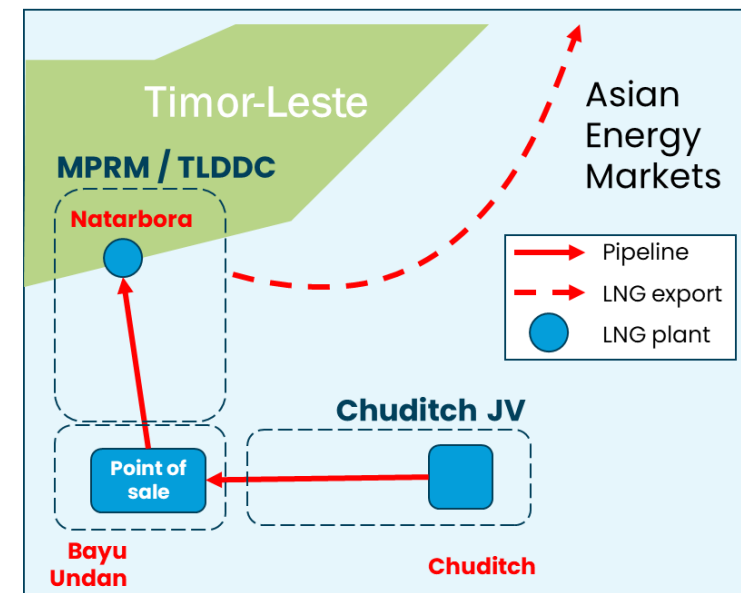 Timor-Leste
Asian
Energy
Markets
MPRM / TLDDC
Natarbora
Pipeline
LNG export
LNG plant
Chuditch JV
Point of
sale
Bayu
Undan
Chuditch